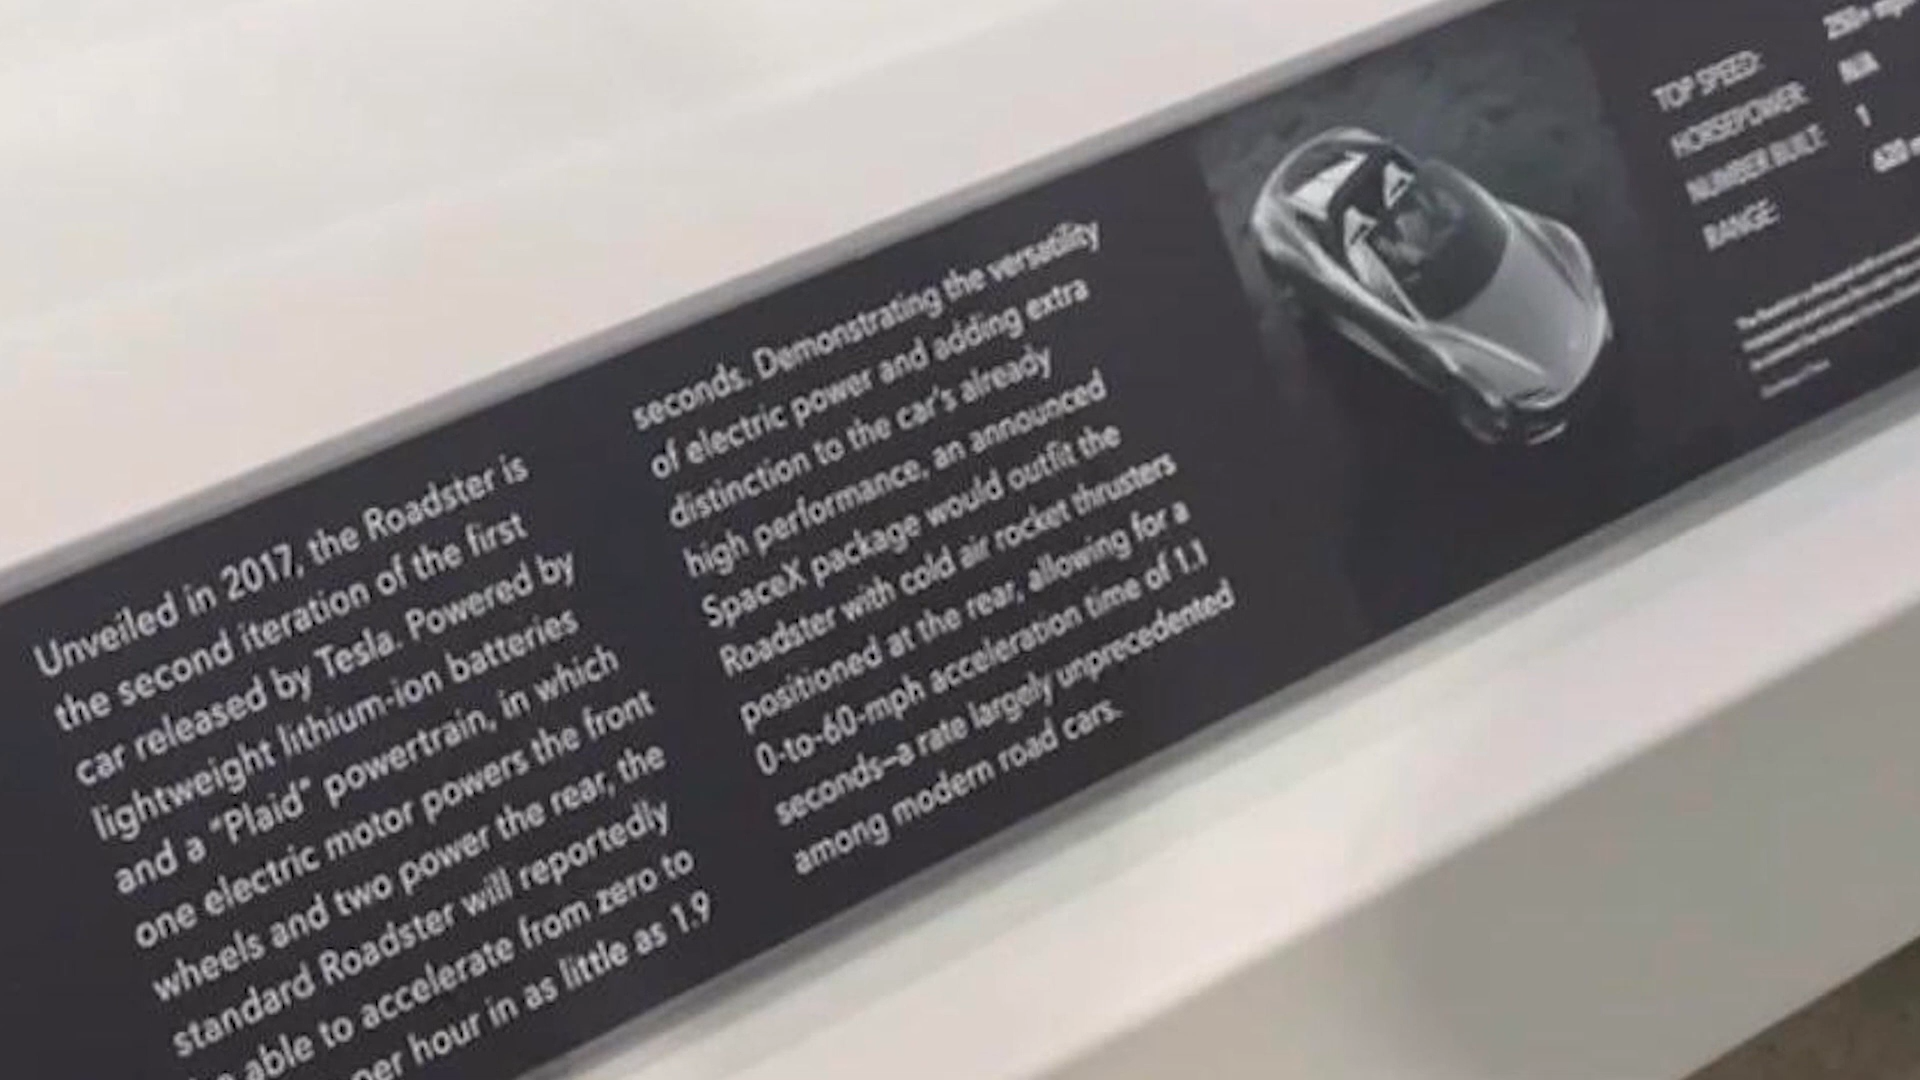 Unveiled in 2017, the Roadster is
the second iteration of the first
car released by Tesla. Powered by
lightweight lithium-ion batteries
and a "Plaid" powertrain, in which
one electric motor powers the front
wheels and two power the rear, the
standard Roadster will reportedly
able to accelerate from zero to
per hour in as little as 1.9
seconds. Demonstrating the versatility
of electric power and adding extra
distinction to the car's already
high performance, an announced
SpaceX package would outfit the
Roadster with cold air rocket thrusters
positioned at the rear, allowing for a
0-to-60-mph acceleration time of 1.1
seconds–a rate largely unprecedented
among modern road cars.
TOP SPEED: 250+ mph
HORSEPOWER: N/A
NUMBER BUILT: 1
RANGE: 620